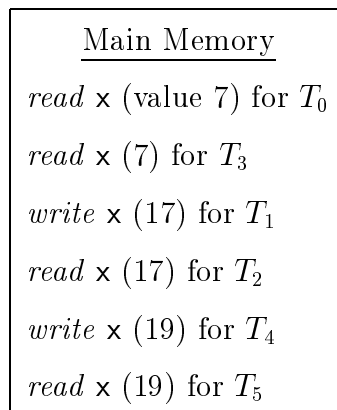 Main Memory
read x (value 7) for T₀
read x (7) for T₃
write x (17) for T₁
read x (17) for T₂
write x (19) for T₄
read x (19) for T₅